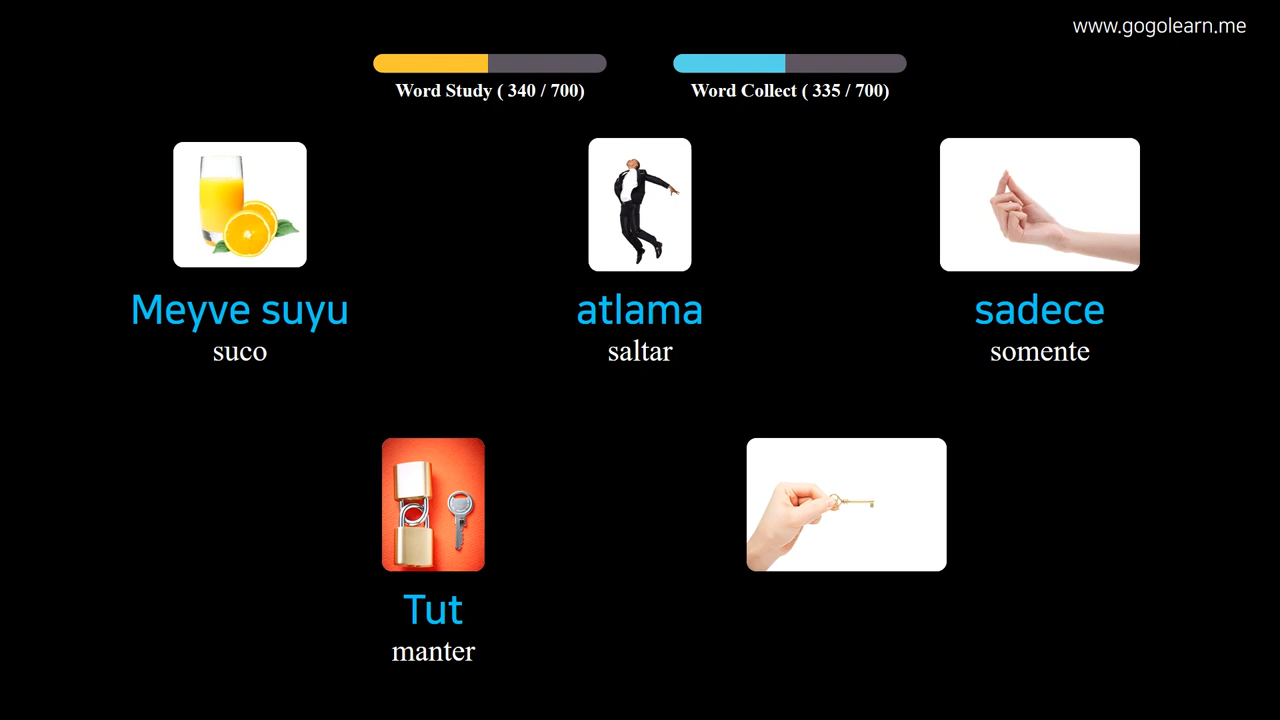 www.gogolearn.me
Word Study ( 340 / 700)
Word Collect ( 335 / 700)
Meyve suyu
suco
atlama
saltar
sadece
somente
Tut
manter